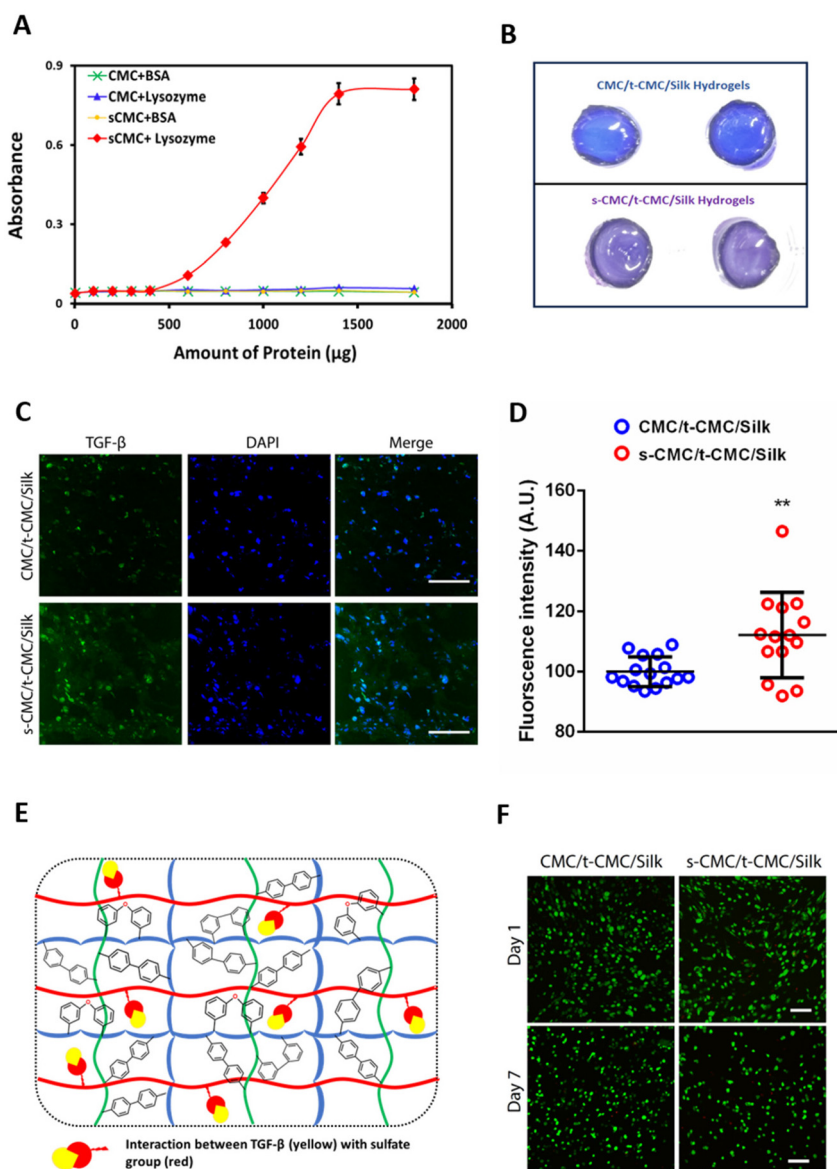 A
0.9
0.6
0.3
0
Absorbance
CMC+BSA
CMC+Lysozyme
sCMC+BSA
sCMC+ Lysozyme
0 500 1000 1500 2000
Amount of Protein (µg)
B
CMC/t-CMC/Silk Hydrogels
s-CMC/t-CMC/Silk Hydrogels
C
TGF-β DAPI Merge
CMC/t-CMC/Silk
s-CMC/t-CMC/Silk
D
CMC/t-CMC/Silk
s-CMC/t-CMC/Silk
160
140
120
100
80
Fluorescence intensity (A.U.)
**
E
O O
O O
Interaction between TGF-β (yellow) with sulfate
group (red)
F
CMC/t-CMC/Silk s-CMC/t-CMC/Silk
Day 1
Day 7